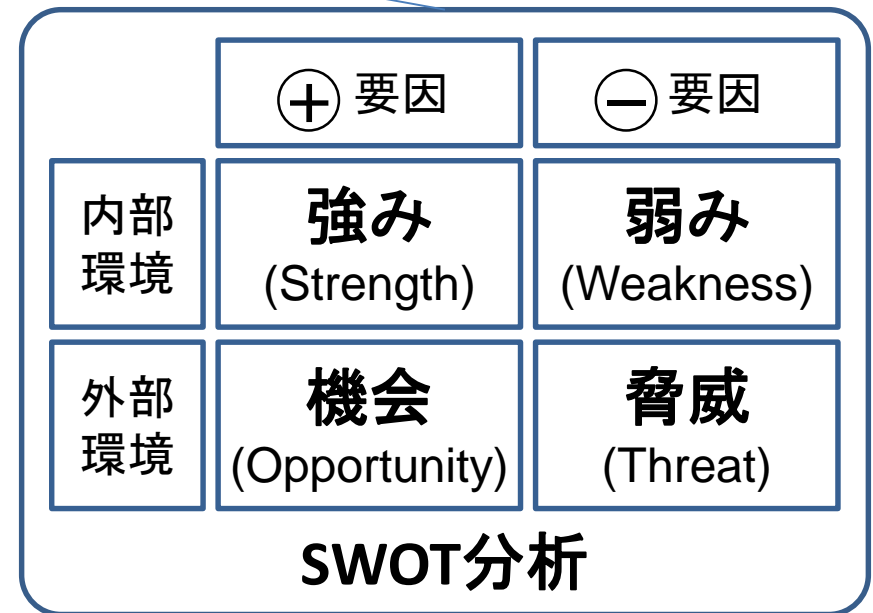 ⊕要因
⊖要因
内部
環境
強み
(Strength)
弱み
(Weakness)
外部
環境
機会
(Opportunity)
脅威
(Threat)
SWOT分析